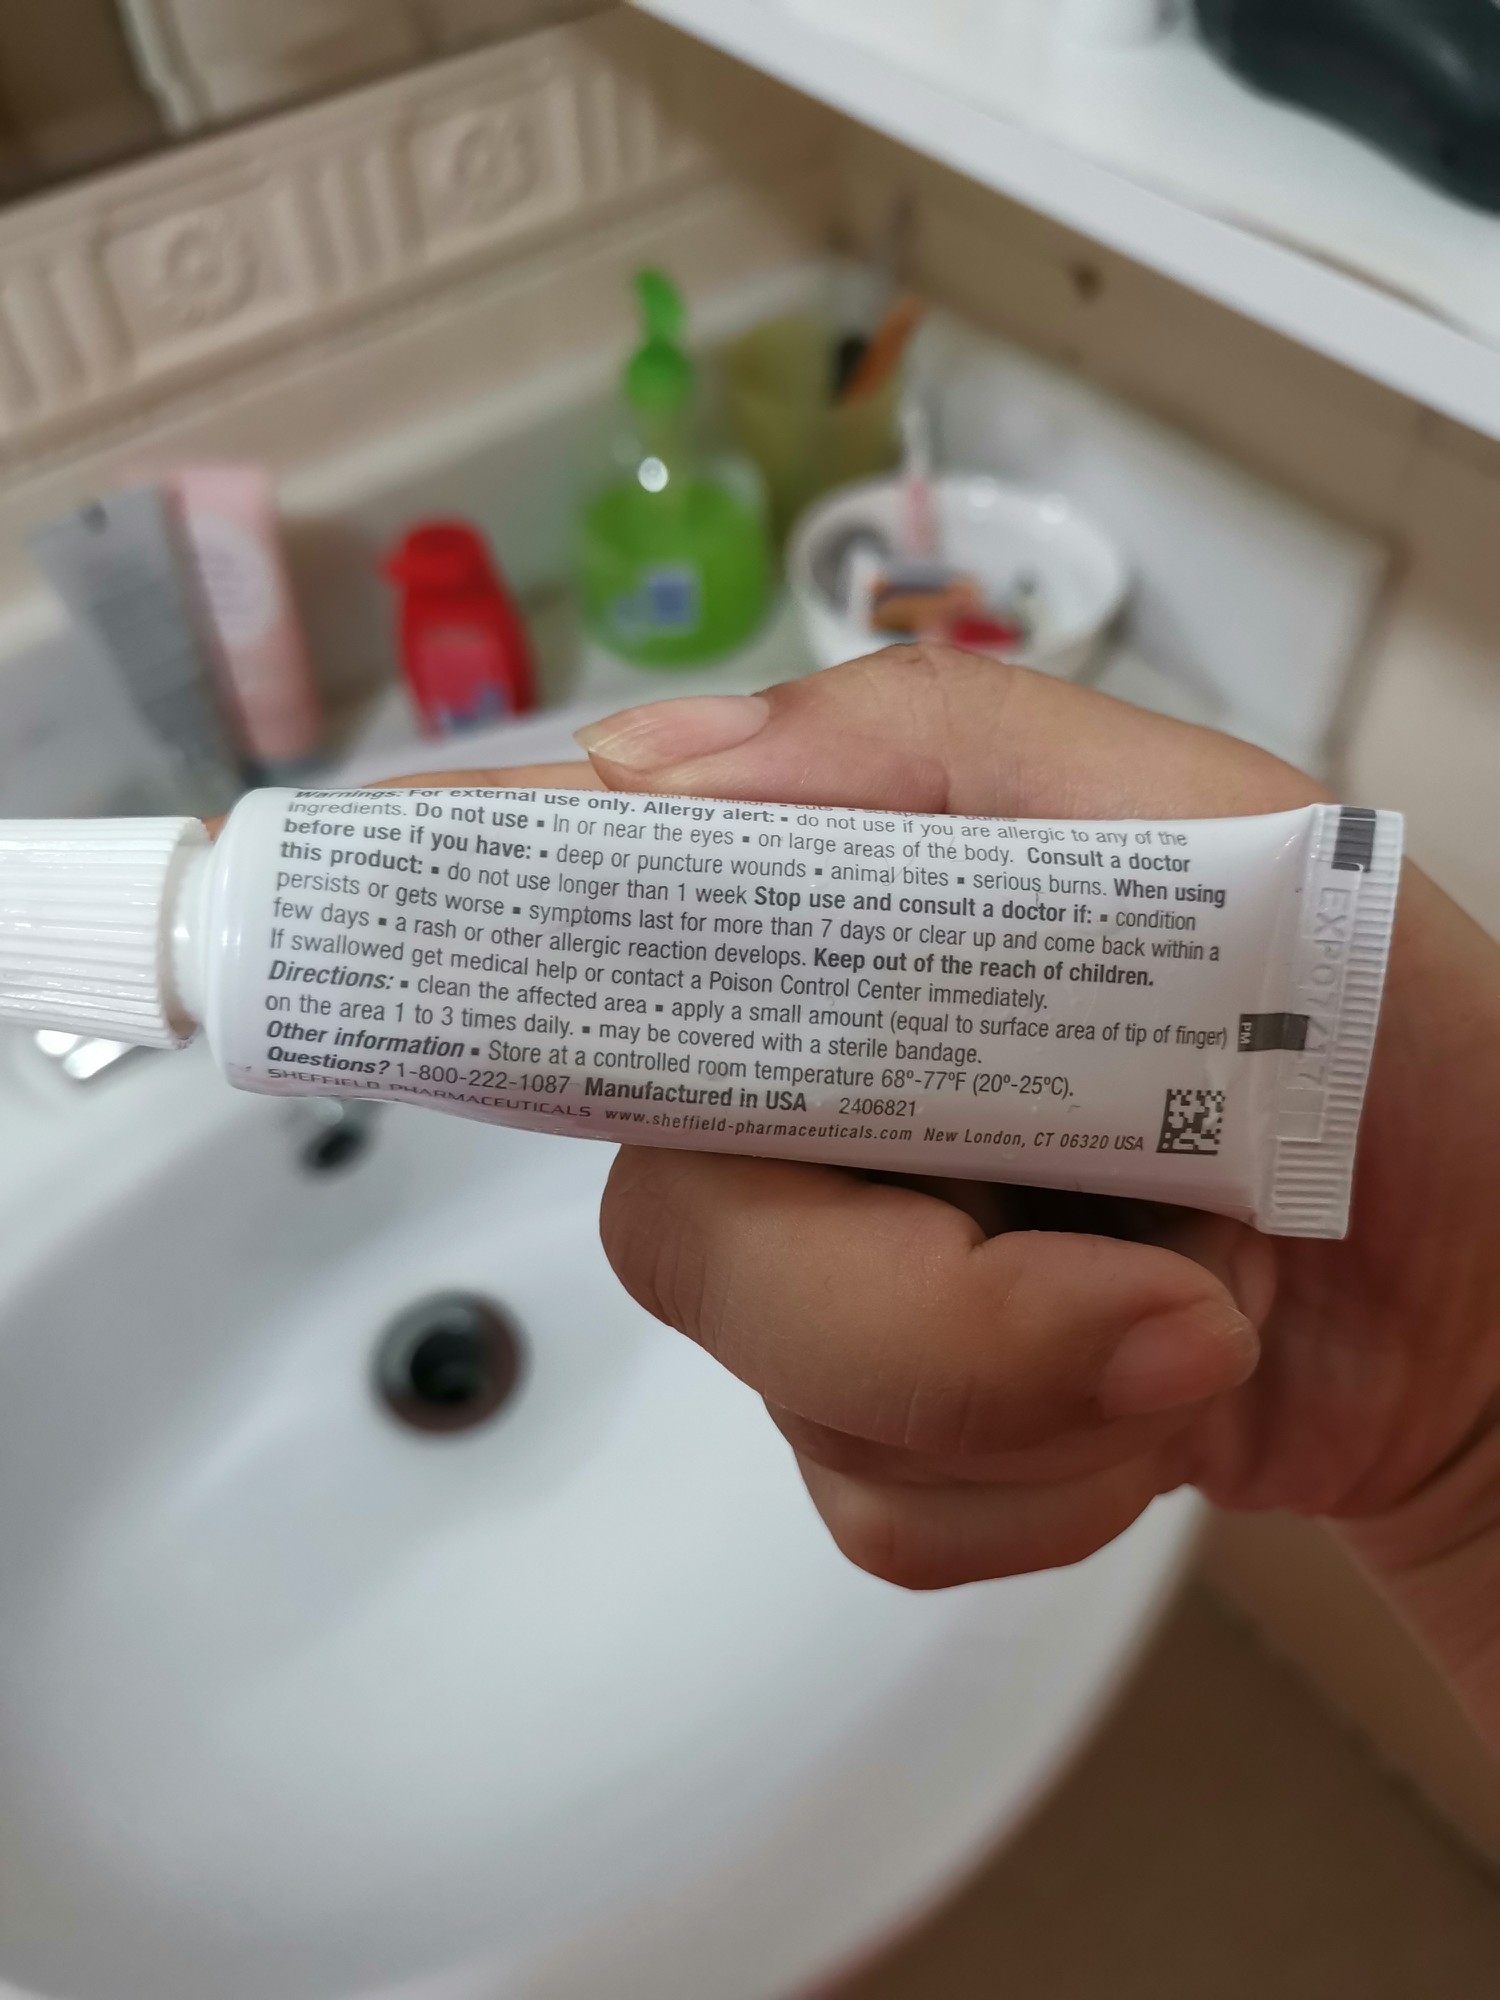 Warnings: For external use only. Allergy alert: ▪ do not use if you are allergic to any of the
ingredients. Do not use ▪ In or near the eyes ▪ on large areas of the body. Consult a doctor
before use if you have: ▪ deep or puncture wounds ▪ animal bites ▪ serious burns. When using
this product: ▪ do not use longer than 1 week Stop use and consult a doctor if: ▪ condition
persists or gets worse ▪ symptoms last for more than 7 days or clear up and come back within a
few days ▪ a rash or other allergic reaction develops. Keep out of the reach of children.
If swallowed get medical help or contact a Poison Control Center immediately.
Directions: ▪ clean the affected area ▪ apply a small amount (equal to surface area of tip of finger)
on the area 1 to 3 times daily. ▪ may be covered with a sterile bandage.
Other information ▪ Store at a controlled room temperature 68º-77ºF (20º-25ºC).
Questions? 1-800-222-1087 Manufactured in USA 2406821
SHEFFIELD PHARMACEUTICALS www.sheffield-pharmaceuticals.com New London, CT 06320 USA
PM
EXP07/17